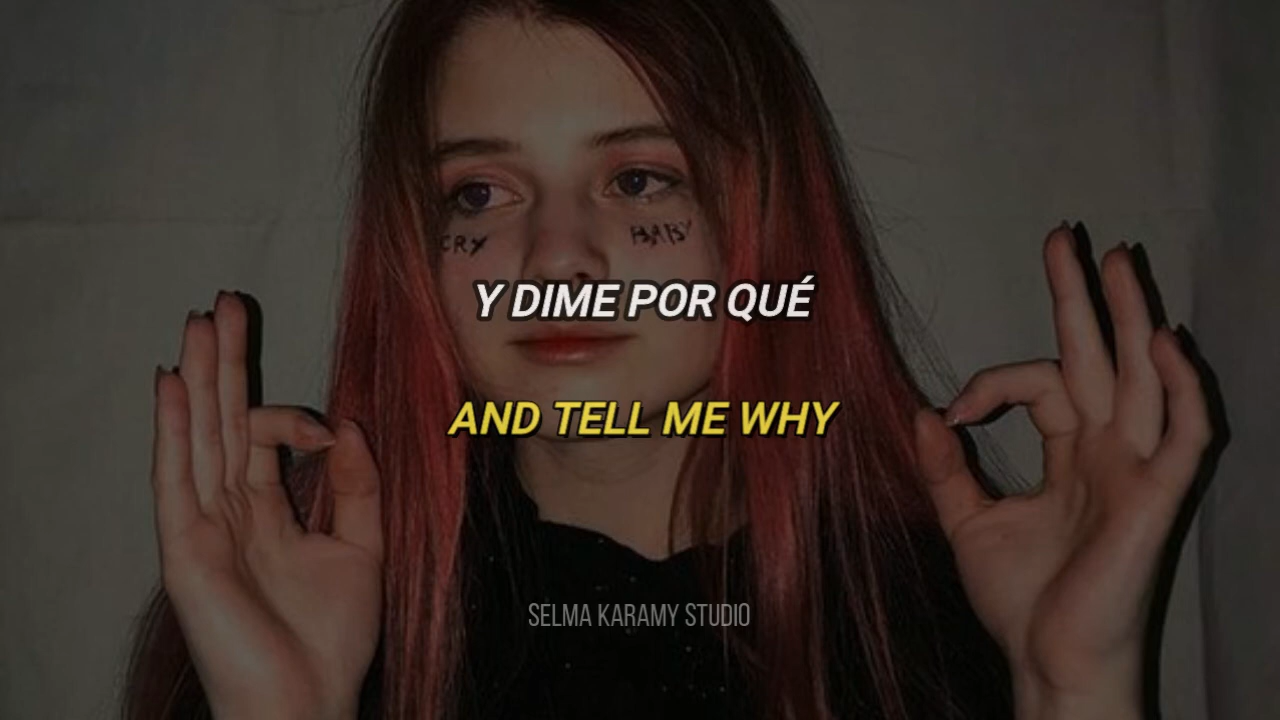 CRY BABY
Y DIME POR QUÉ
AND TELL ME WHY
SELMA KARAMY STUDIO